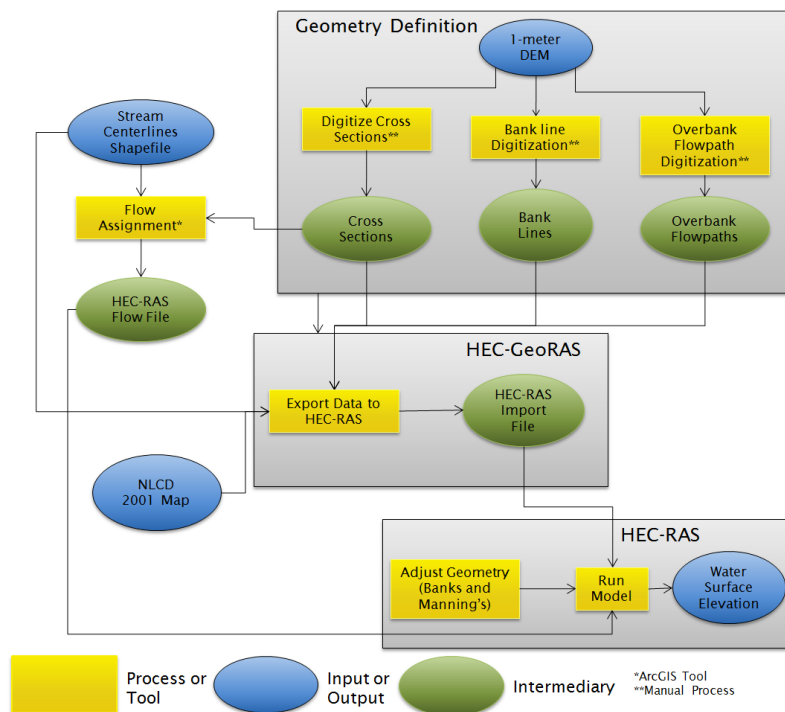 Geometry Definition
1-meter
DEM
Stream
Centerlines
Shapefile
Digitize Cross
Sections**
Bank line
Digitization**
Overbank
Flowpath
Digitization**
Flow
Assignment*
Cross
Sections
Bank
Lines
Overbank
Flowpaths
HEC-RAS
Flow File
HEC-GeoRAS
Export Data to
HEC-RAS
HEC-RAS
Import
File
NLCD
2001 Map
HEC-RAS
Adjust Geometry
(Banks and
Manning's)
Run
Model
Water
Surface
Elevation
Process or
Tool
Input or
Output
Intermediary
*ArcGIS Tool
**Manual Process